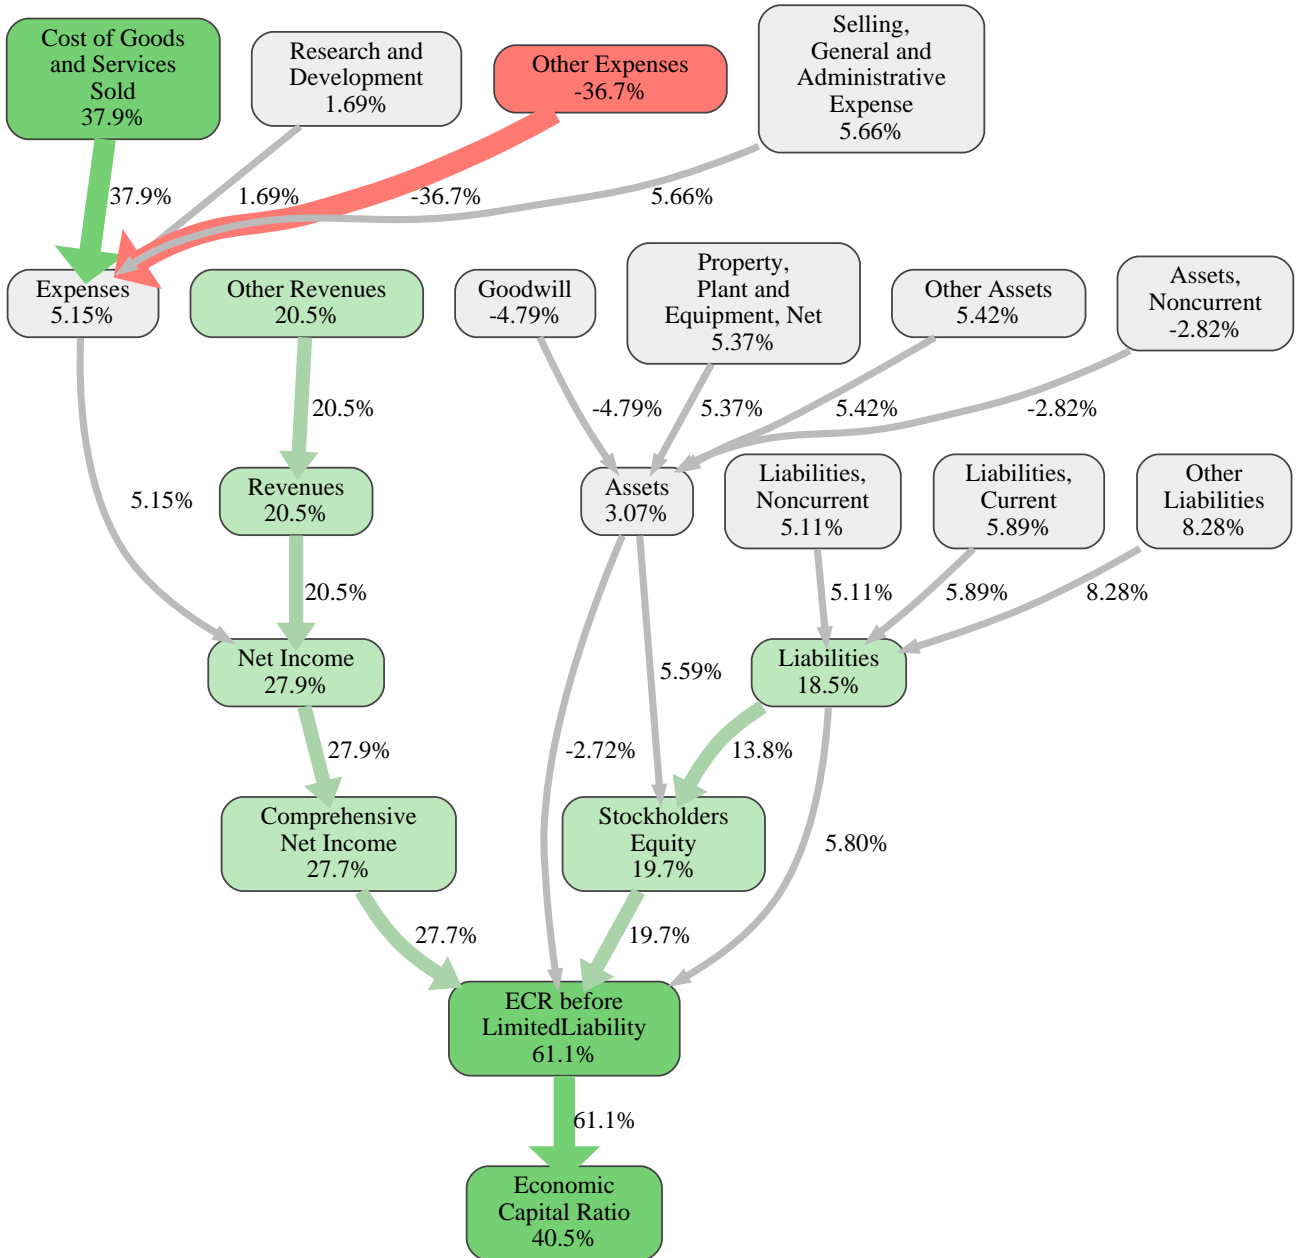 Cost of Goods
and Services
Sold
37.9%
Research and
Development
1.69%
Other Expenses
-36.7%
Selling,
General and
Administrative
Expense
5.66%
37.9%
1.69%
-36.7%
5.66%
Expenses
5.15%
Other Revenues
20.5%
Goodwill
-4.79%
Property,
Plant and
Equipment, Net
5.37%
Other Assets
5.42%
Assets,
Noncurrent
-2.82%
20.5%
-4.79%
5.37%
5.42%
-2.82%
5.15%
Revenues
20.5%
Assets
3.07%
Liabilities,
Noncurrent
5.11%
Liabilities,
Current
5.89%
Other
Liabilities
8.28%
20.5%
5.11%
5.89%
8.28%
Net Income
27.9%
5.59%
Liabilities
18.5%
27.9%
-2.72%
13.8%
Comprehensive
Net Income
27.7%
Stockholders
Equity
19.7%
5.80%
27.7%
19.7%
ECR before
LimitedLiability
61.1%
61.1%
Economic
Capital Ratio
40.5%